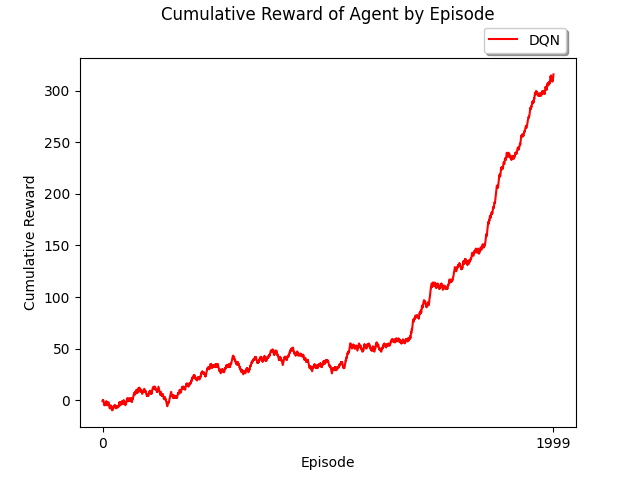 Cumulative Reward of Agent by Episode
DQN
300
250
200
150
100
50
0
Cumulative Reward
0
1999
Episode